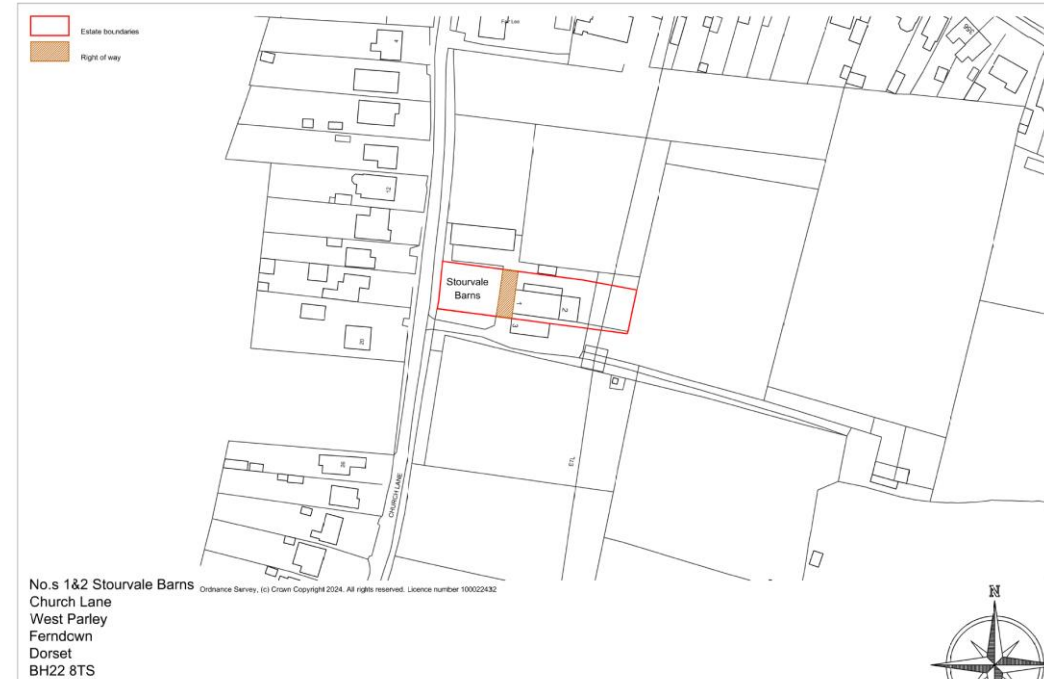 Estate boundaries
Right of way
Stourvale
Barns
1
2
3
CHURCH LANE
ETL
No.s 1&2 Stourvale Barns
Ordnance Survey, (c) Crown Copyright 2024. All rights reserved. Licence number 100022432
Church Lane
West Parley
Ferndown
Dorset
BH22 8TS
N